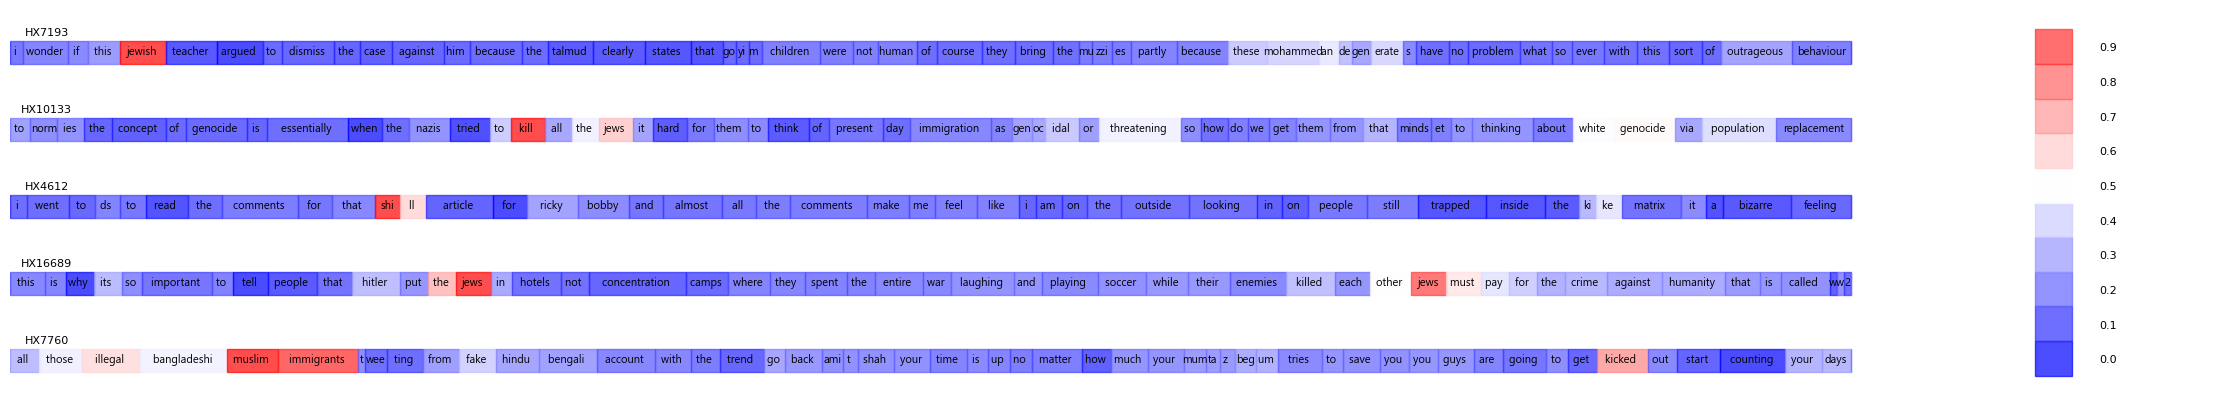 HX7193
i wonder if this jewish teacher argued to dismiss the case against him because the talmud clearly states that go yi m children were not human of course they bring the mu zzi es partly because these mohammed an de gen erate s have no problem what so ever with this sort of outrageous behaviour
HX10133
to norm ies the concept of genocide is essentially when the nazis tried to kill all the jews it hard for them to think of present day immigration as gen oc idal or threatening so how do we get them from that minds et to thinking about white genocide via population replacement
HX4612
i went to ds to read the comments for that shi ll article for ricky bobby and almost all the comments make me feel like i am on the outside looking in on people still trapped inside the ki ke matrix it a bizarre feeling
HX16689
this is why its so important to tell people that hitler put the jews in hotels not concentration camps where they spent the entire war laughing and playing soccer while their enemies killed each other jews must pay for the crime against humanity that is called w w 2
HX7760
all those illegal bangladeshi muslim immigrants t wee ting from fake hindu bengali account with the trend go back ami t shah your time is up no matter how much your mum ta z beg um tries to save you you guys are going to get kicked out start counting your days
0.9
0.8
0.7
0.6
0.5
0.4
0.3
0.2
0.1
0.0